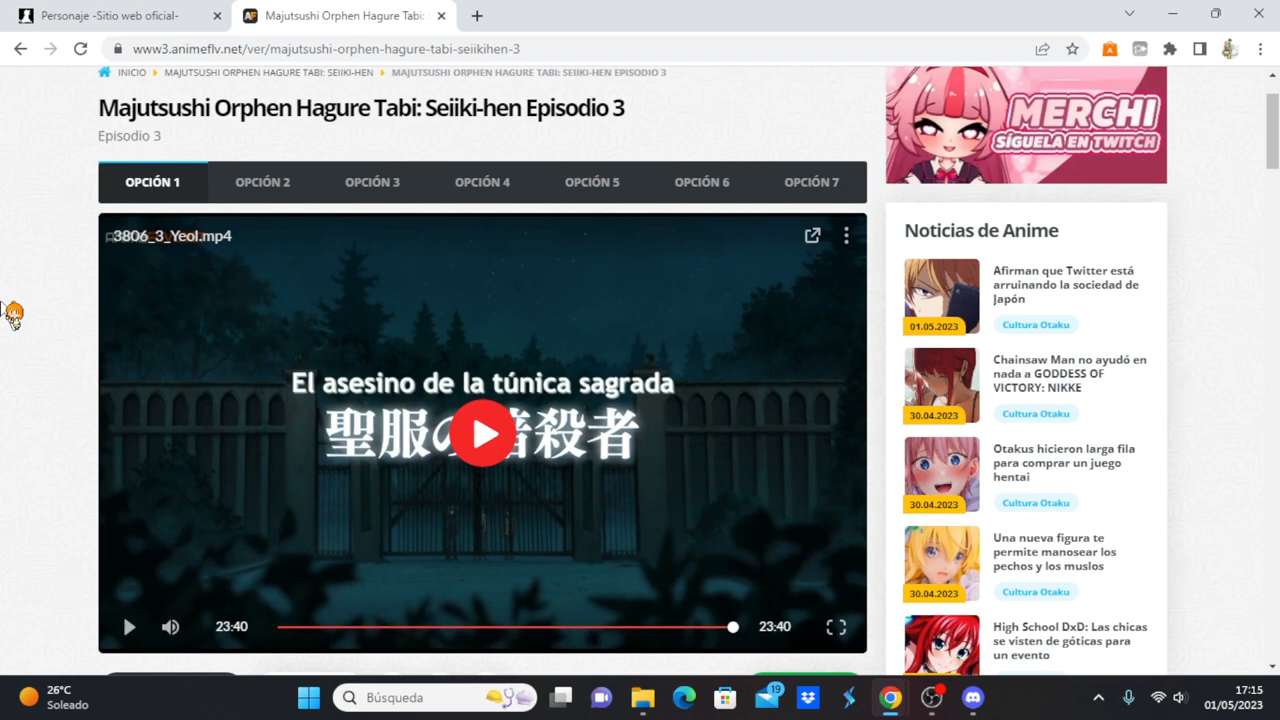 Personaje -Sitio web oficial-
Majutsushi Orphen Hagure Tabi:
www3.animeflv.net/ver/majutsushi-orphen-hagure-tabi-seiikihen-3
INICIO
MAJUTSUSHI ORPHEN HAGURE TABI: SEIIKI-HEN
MAJUTSUSHI ORPHEN HAGURE TABI: SEIIKI-HEN EPISODIO 3
Majutsushi Orphen Hagure Tabi: Seiiki-hen Episodio 3
Episodio 3
OPCIÓN 1
OPCIÓN 2
OPCIÓN 3
OPCIÓN 4
OPCIÓN 5
OPCIÓN 6
OPCIÓN 7
3806_3_Yeol.mp4
El asesino de la túnica sagrada
聖服の暗殺者
23:40
23:40
MERCHI
SÍGUELA EN TWITCH
Noticias de Anime
Afirman que Twitter está
arruinando la sociedad de
Japón
01.05.2023
Cultura Otaku
Chainsaw Man no ayudó en
nada a GODDESS OF
VICTORY: NIKKE
30.04.2023
Cultura Otaku
Otakus hicieron larga fila
para comprar un juego
hentai
30.04.2023
Cultura Otaku
Una nueva figura te
permite manosear los
pechos y los muslos
30.04.2023
Cultura Otaku
High School DxD: Las chicas
se visten de góticas para
un evento
26°C
Soleado
Búsqueda
19
17:15
01/05/2023